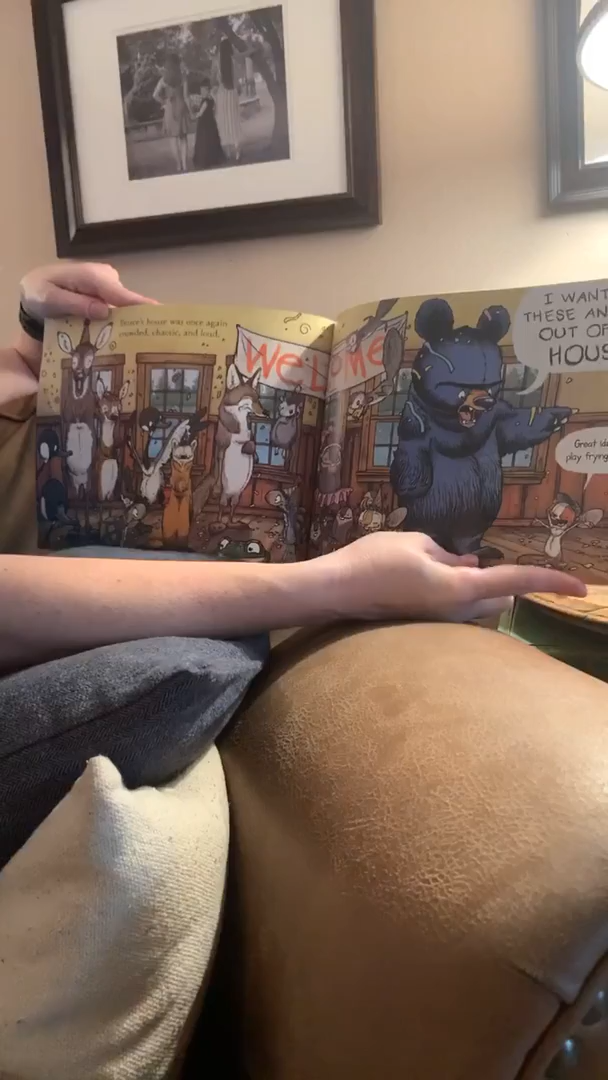 Bruce's house was once again
crowded, chaotic, and loud.
WELCOME
I WANT
THESE AN
OUT OF
HOUS
Great id
play frying